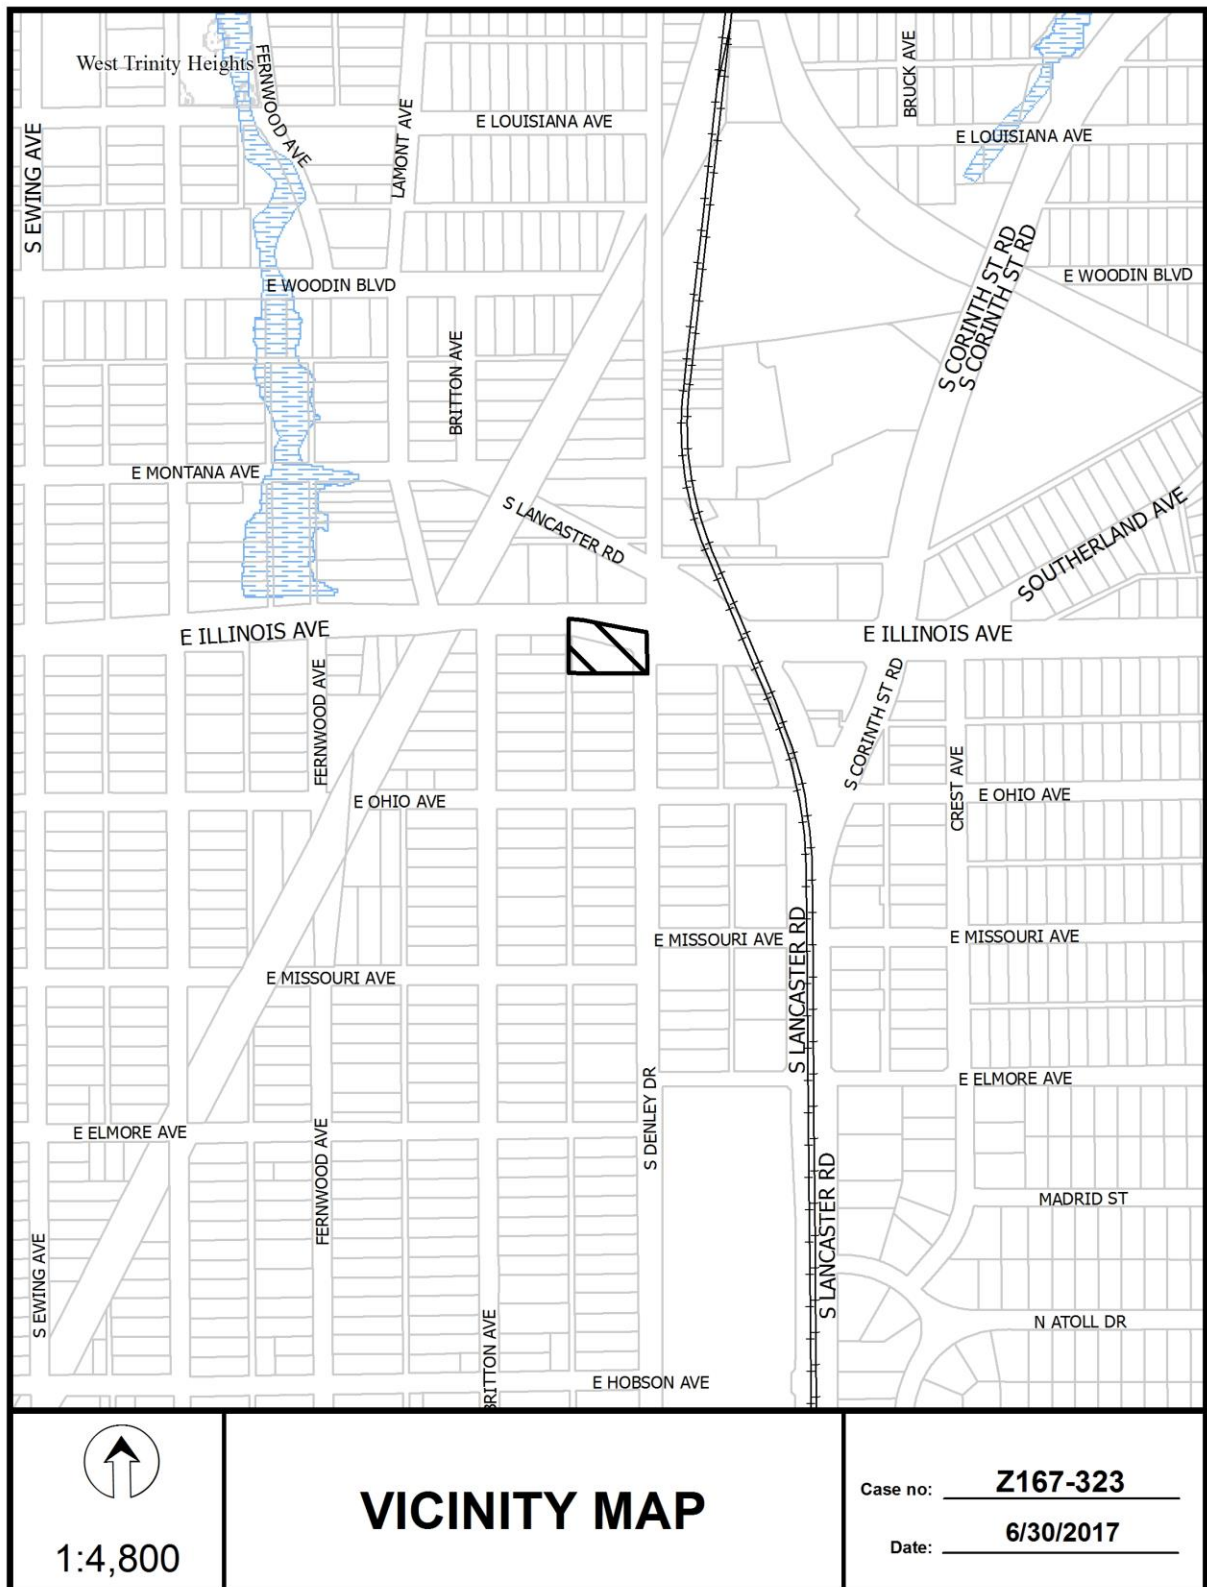 West Trinity Heights
FERNWOOD AVE
BRUCK AVE
E LOUISIANA AVE
E LOUISIANA AVE
LAMONT AVE
S EWING AVE
S CORINTH ST RD
S CORINTH ST RD
E WOODIN BLVD
E WOODIN BLVD
BRITTON AVE
E MONTANA AVE
S LANCASTER RD
SOUTHERLAND AVE
E ILLINOIS AVE
E ILLINOIS AVE
FERNWOOD AVE
S CORINTH ST RD
CREST AVE
E OHIO AVE
E OHIO AVE
E MISSOURI AVE
E MISSOURI AVE
S LANCASTER RD
E MISSOURI AVE
E ELMORE AVE
S DENLEY DR
E ELMORE AVE
FERNWOOD AVE
S LANCASTER RD
MADRID ST
S EWING AVE
N ATOLL DR
BRITTON AVE
E HOBSON AVE
1:4,800
VICINITY MAP
Case no: Z167-323
Date: 6/30/2017